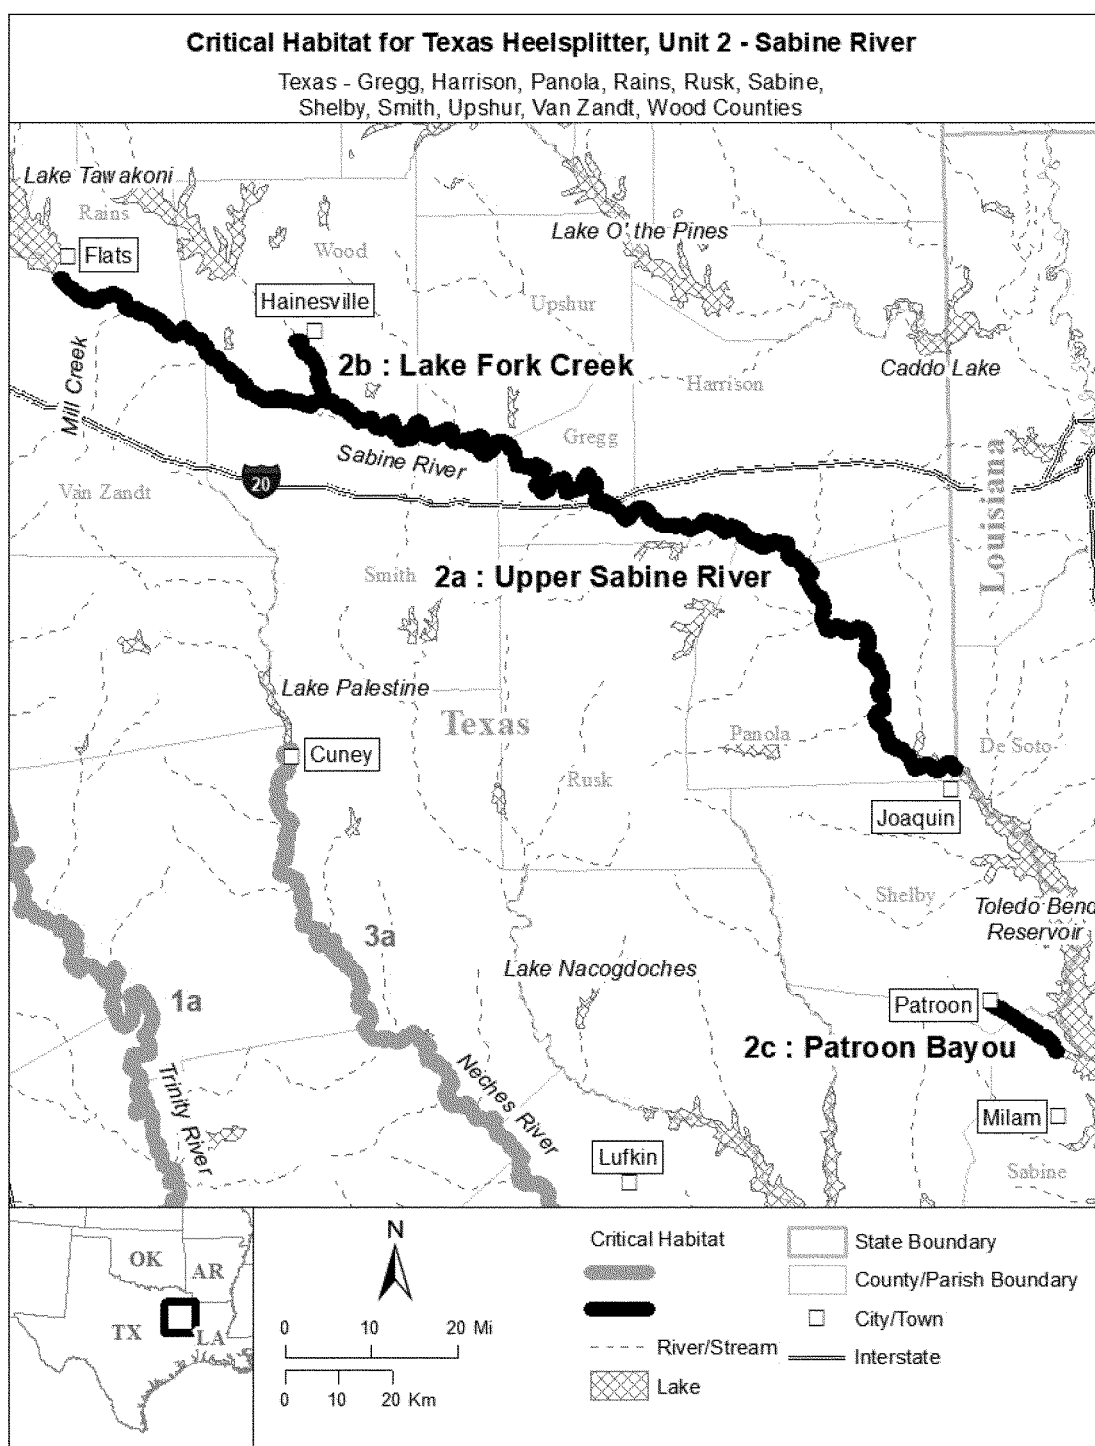 Critical Habitat for Texas Heelsplitter, Unit 2 - Sabine River
Texas - Gregg, Harrison, Panola, Rains, Rusk, Sabine,
Shelby, Smith, Upshur, Van Zandt, Wood Counties
Lake Tawakoni
Rains
Flats
Wood
Lake O' the Pines
Hainesville
Upshur
Mill Creek
2b : Lake Fork Creek
Caddo Lake
Harrison
Gregg
Sabine River
20
Van Zandt
Louisiana
Smith
2a : Upper Sabine River
Lake Palestine
Texas
Panola
De Soto
Cuney
Rusk
Joaquin
Shelby
Toledo Bend
Reservoir
3a
Lake Nacogdoches
1a
Patroon
2c : Patroon Bayou
Trinity River
Neches River
Milam
Lufkin
Sabine
OK
AR
TX
LA
N
0 10 20 Mi
0 10 20 Km
Critical Habitat
River/Stream
Lake
State Boundary
County/Parish Boundary
City/Town
Interstate